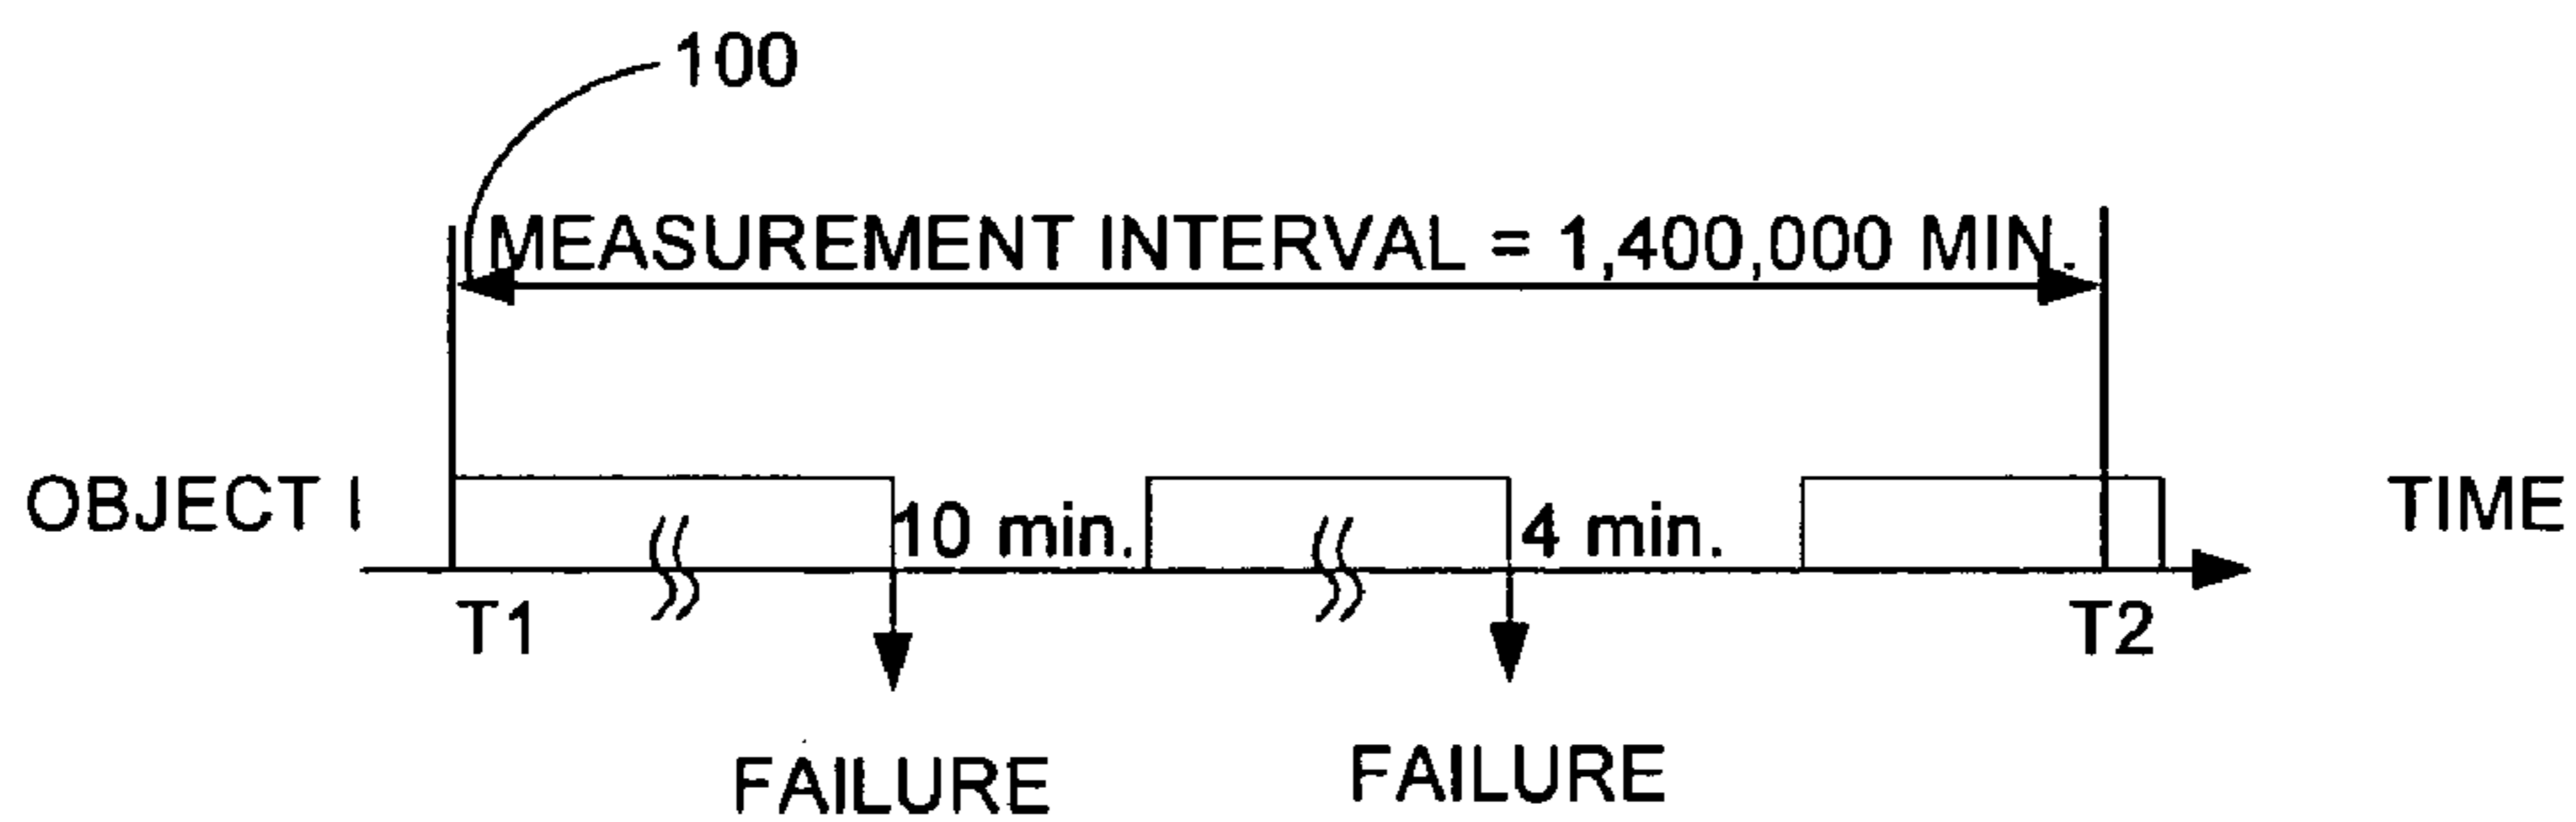 100
MEASUREMENT INTERVAL = 1,400,000 MIN.
OBJECT I 10 min. 4 min. TIME
T1 T2
FAILURE FAILURE